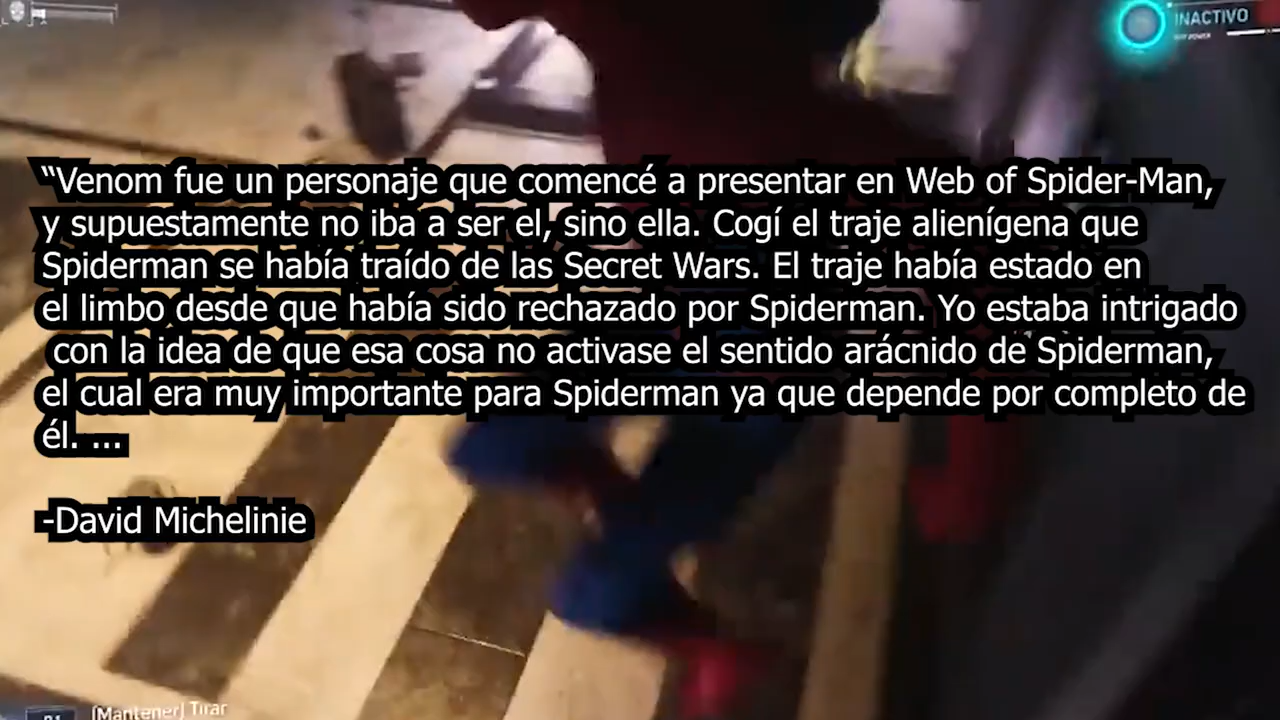 INACTIVO
“Venom fue un personaje que comencé a presentar en Web of Spider-Man,
y supuestamente no iba a ser el, sino ella. Cogí el traje alienígena que
Spiderman se había traído de las Secret Wars. El traje había estado en
el limbo desde que había sido rechazado por Spiderman. Yo estaba intrigado
con la idea de que esa cosa no activase el sentido arácnido de Spiderman,
el cual era muy importante para Spiderman ya que depende por completo de
él. ...
-David Michelinie
[Mantener] Tirar